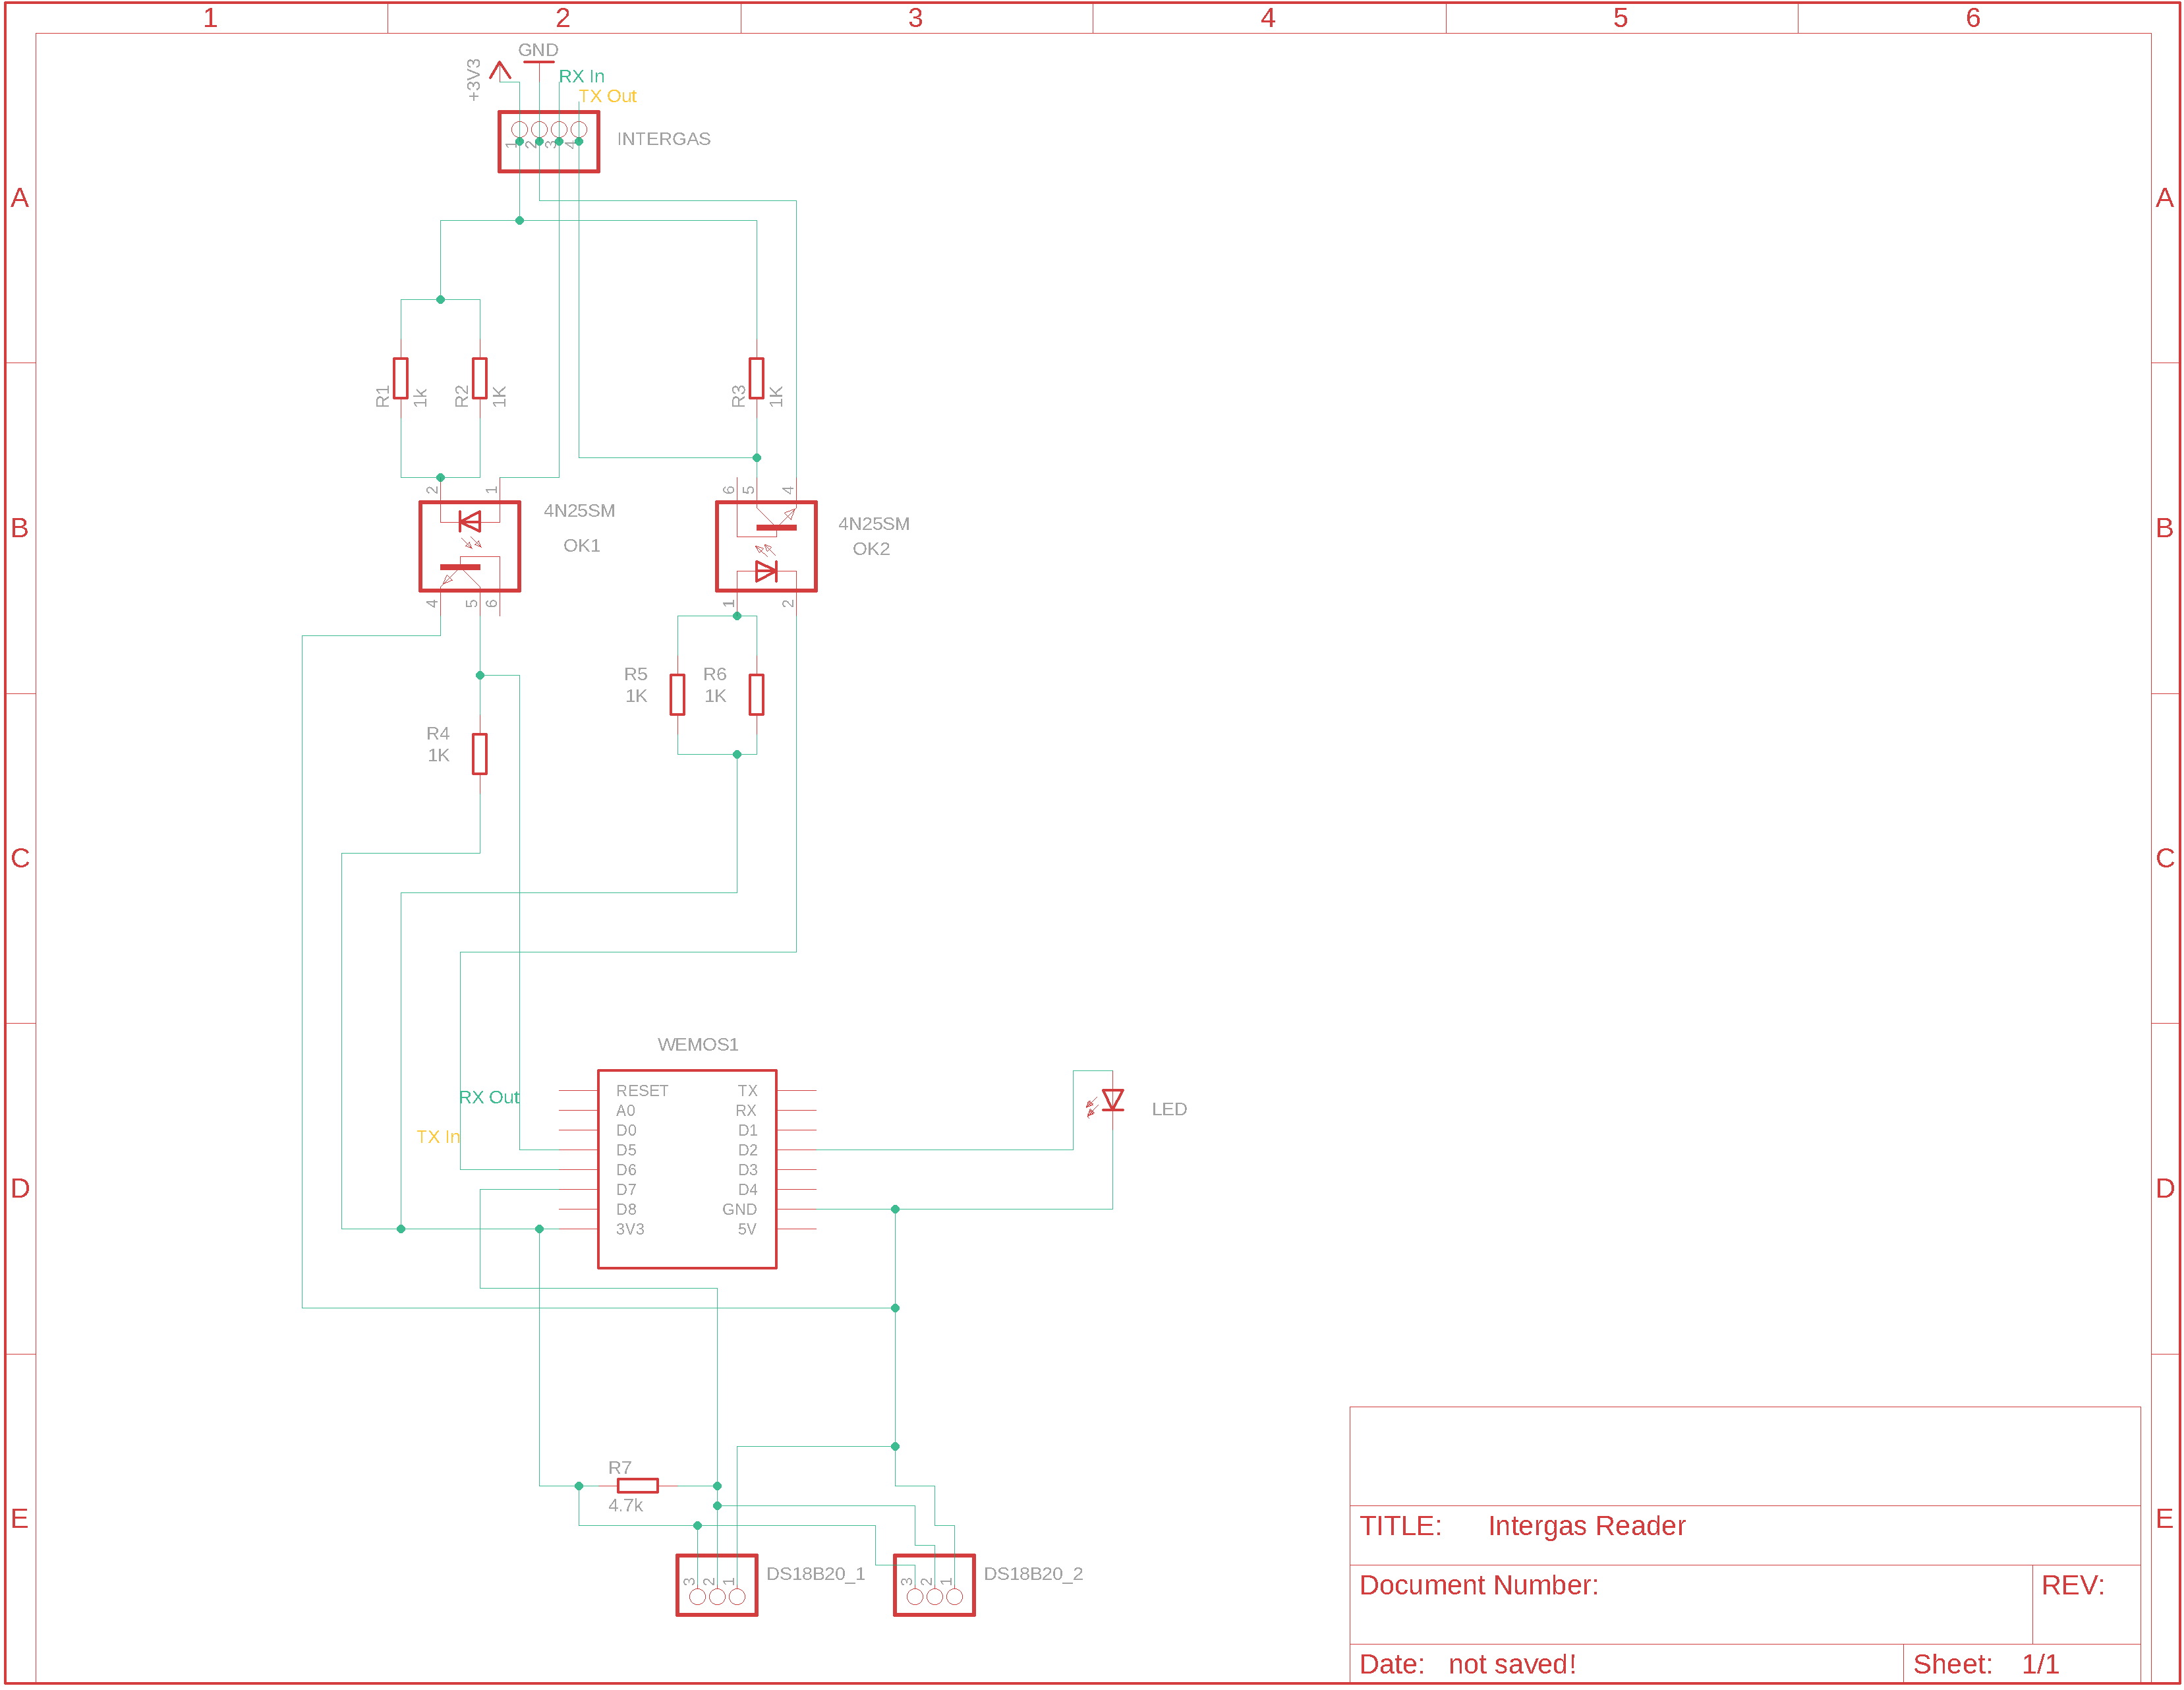 1 2 3 4 5 6
GND
+3V3
RX In
TX Out
1 2 3 4
INTERGAS
A A
R1
1k
R2
1K
R3
1K
2 1
6 5 4
B B
4N25SM
OK1
4N25SM
OK2
4 5 6
1 2
R5
1K
R6
1K
R4
1K
C C
WEMOS1
RESET TX
A0 RX
D0 D1
D5 D2
D6 D3
D7 D4
D8 GND
3V3 5V
RX Out
TX In
LED
D D
R7
4.7k
E E
DS18B20_1
3 2 1
DS18B20_2
3 2 1
TITLE: Intergas Reader
Document Number:
REV:
Date: not saved!
Sheet: 1/1